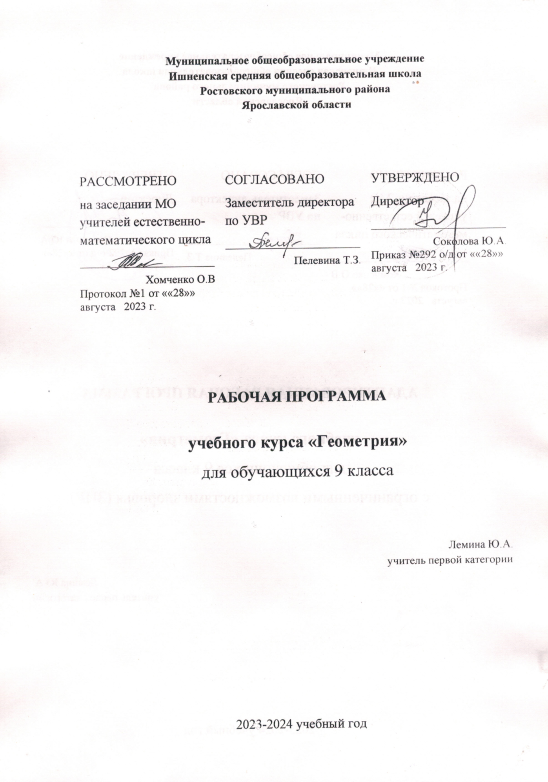 Муниципальное общеобразовательное учреждение
Ишненская средняя общеобразовательная школа
Ростовского муниципального района
Ярославской области
РАССМОТРЕНО
на заседании МО
учителей естественно-
математического цикла
Хомченко О.В
Протокол №1 от ««28»»
августа 2023 г.
СОГЛАСОВАНО
Заместитель директора
по УВР
Пелевина Т.З.
УТВЕРЖДЕНО
Директор
Соколова Ю.А.
Приказ №292 о/д от ««28»»
августа 2023 г.
РАБОЧАЯ ПРОГРАММА
учебного курса «Геометрия»
для обучающихся 9 класса
Лемина Ю.А.
учитель первой категории
2023-2024 учебный год